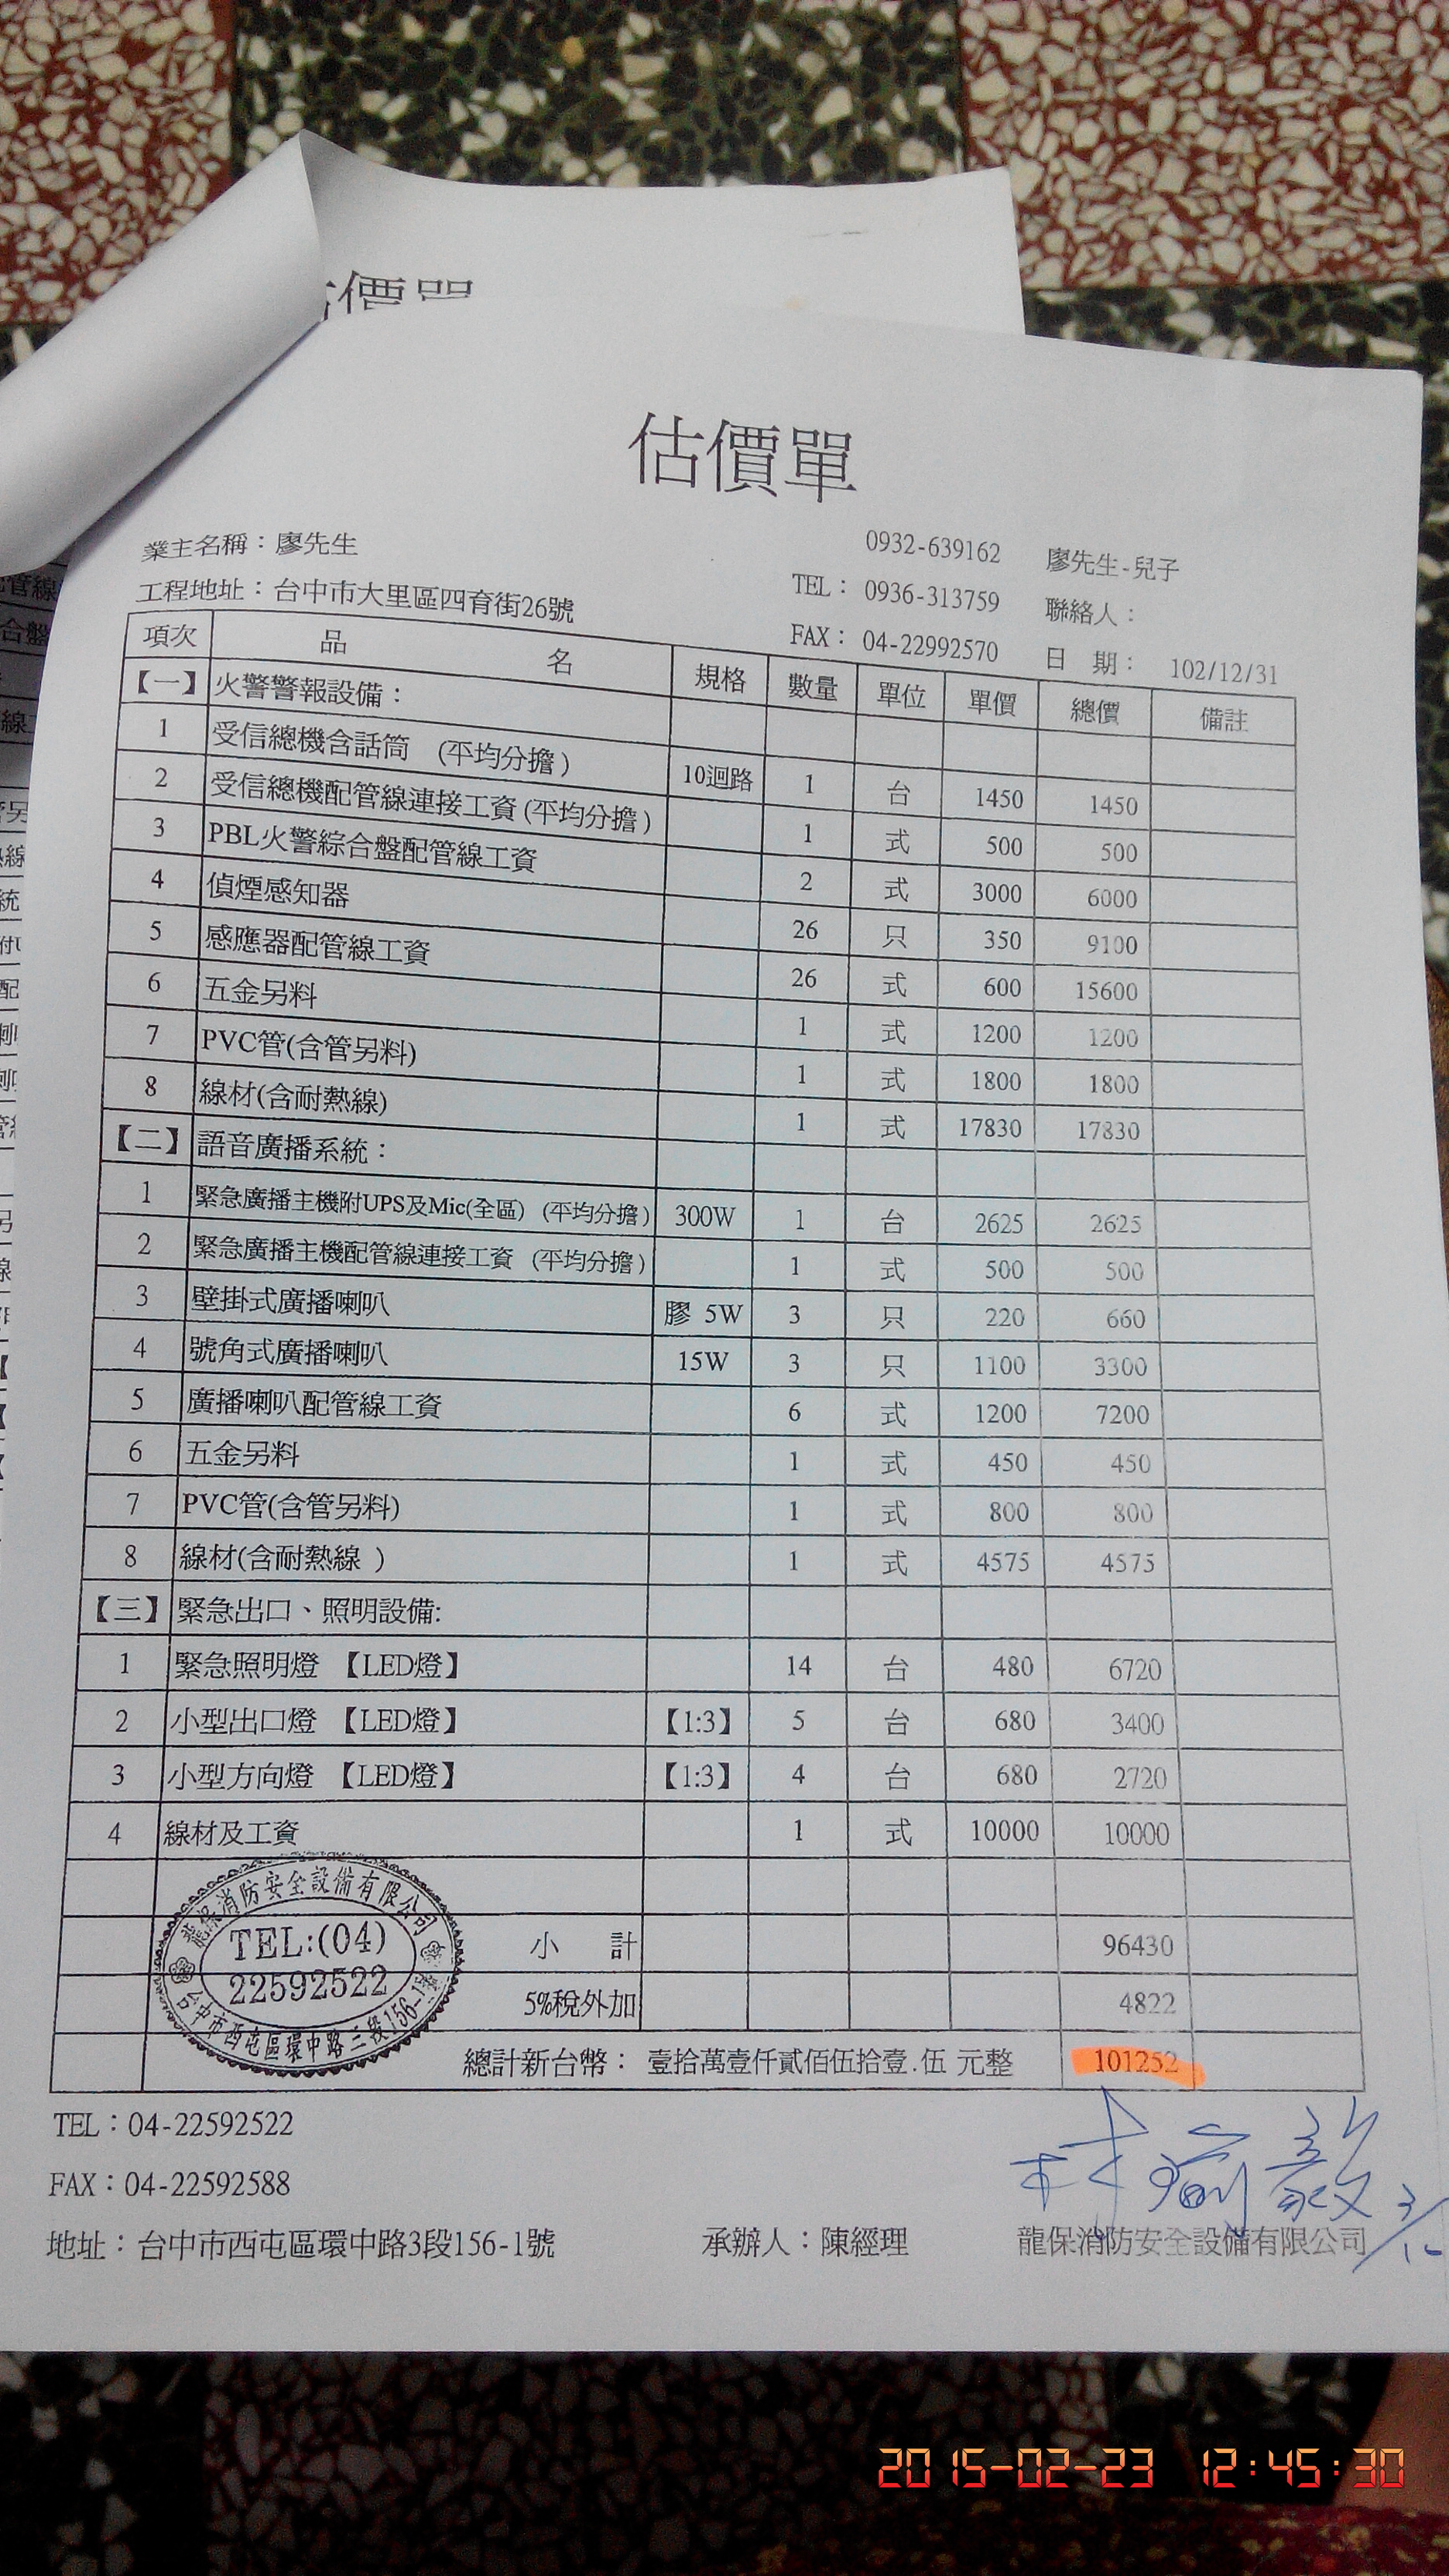 估價單
業主名稱：廖先生 0932-639162 廖先生-兒子
工程地址：台中市大里區四育街26號 TEL：0936-313759 聯絡人：
FAX：04-22992570 日 期：102/12/31
項次 品 名 規格 數量 單位 單價 總價 備註
【一】 火警警報設備：
1 受信總機含話筒 (平均分擔) 10迴路 1 台 1450 1450
2 受信總機配管線連接工資(平均分擔) 1 式 500 500
3 PBL火警綜合盤配管線工資 2 式 3000 6000
4 偵煙感知器 26 只 350 9100
5 感應器配管線工資 26 式 600 15600
6 五金另料 1 式 1200 1200
7 PVC管(含管另料) 1 式 1800 1800
8 線材(含耐熱線) 1 式 17830 17830
【二】 語音廣播系統：
1 緊急廣播主機附UPS及Mic(全區) (平均分擔) 300W 1 台 2625 2625
2 緊急廣播主機配管線連接工資 (平均分擔) 1 式 500 500
3 壁掛式廣播喇叭 膠 5W 3 只 220 660
4 號角式廣播喇叭 15W 3 只 1100 3300
5 廣播喇叭配管線工資 6 式 1200 7200
6 五金另料 1 式 450 450
7 PVC管(含管另料) 1 式 800 800
8 線材(含耐熱線 ) 1 式 4575 4575
【三】 緊急出口、照明設備:
1 緊急照明燈 【LED燈】 14 台 480 6720
2 小型出口燈 【LED燈】 【1:3】 5 台 680 3400
3 小型方向燈 【LED燈】 【1:3】 4 台 680 2720
4 線材及工資 1 式 10000 10000
龍保消防安全設備有限公司
TEL:(04)
22592522
台中市西屯區環中路三段156-1號
小 計 96430
5%稅外加 4822
總計新台幣： 壹拾萬壹仟貳佰伍拾壹.伍 元整 101252
TEL：04-22592522
FAX：04-22592588
地址：台中市西屯區環中路3段156-1號 承辦人：陳經理 龍保消防安全設備有限公司
2015-02-23 12:45:30